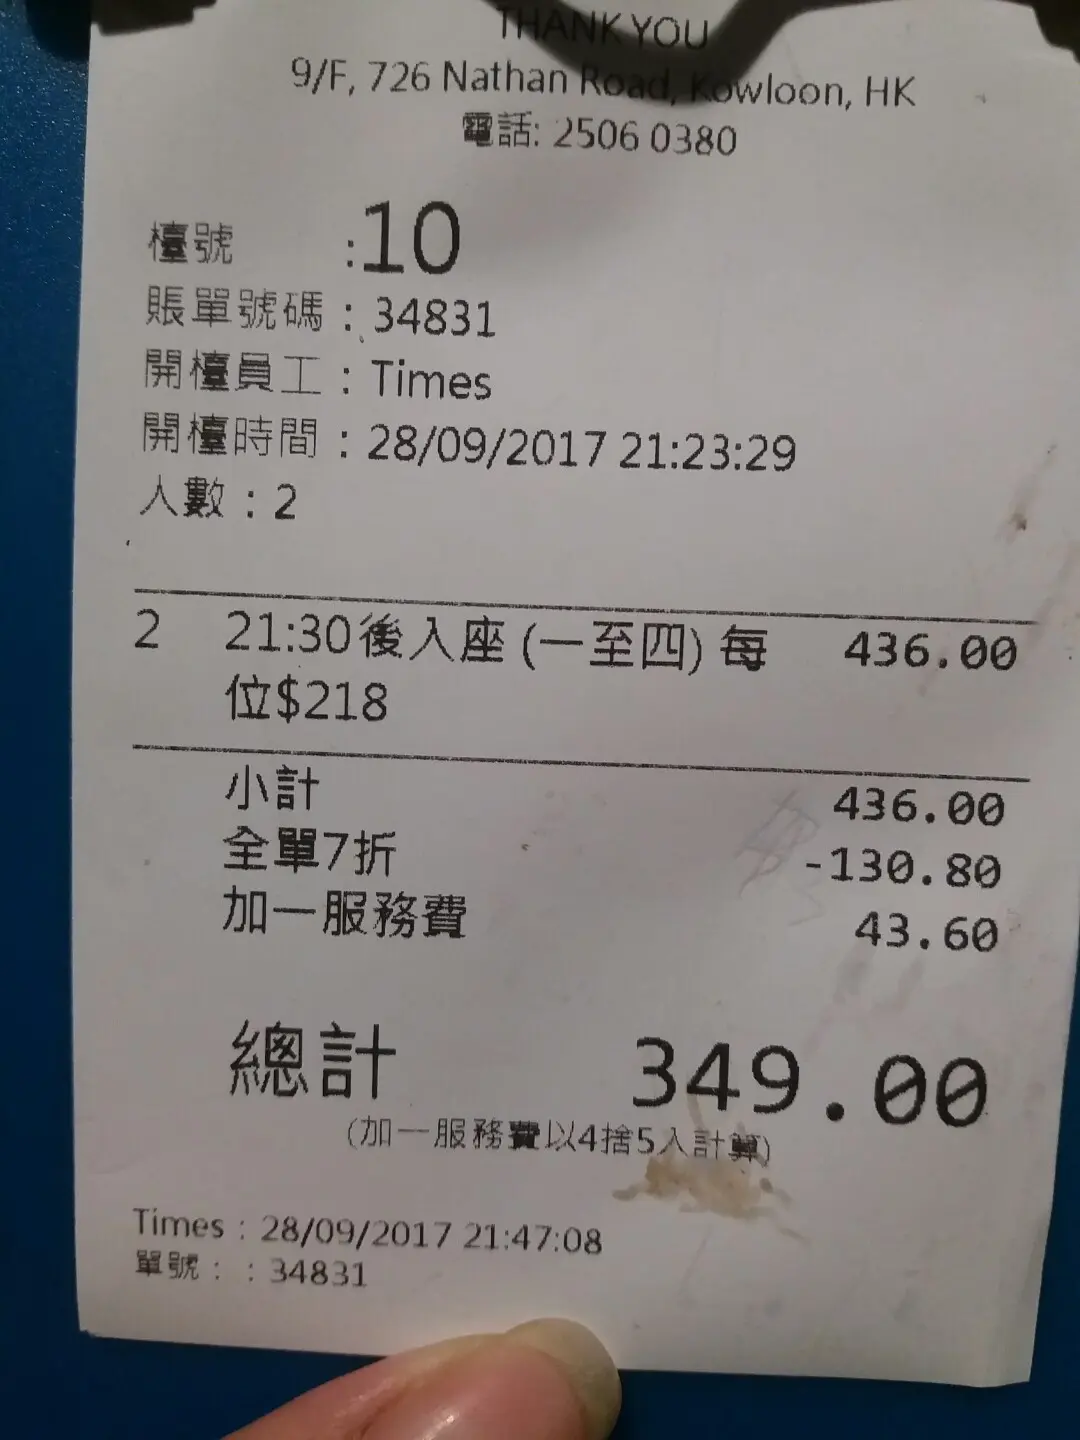 THANK YOU
9/F, 726 Nathan Road, Kowloon, HK
電話: 2506 0380
檯號 :10
賬單號碼 : 34831
開檯員工 : Times
開檯時間 : 28/09/2017 21:23:29
人數 : 2
2 21:30後入座 (一至四) 每 436.00
位$218
小計 436.00
全單7折 -130.80
加一服務費 43.60
總計 349.00
(加一服務費以4捨5入計算)
Times : 28/09/2017 21:47:08
單號 : : 34831